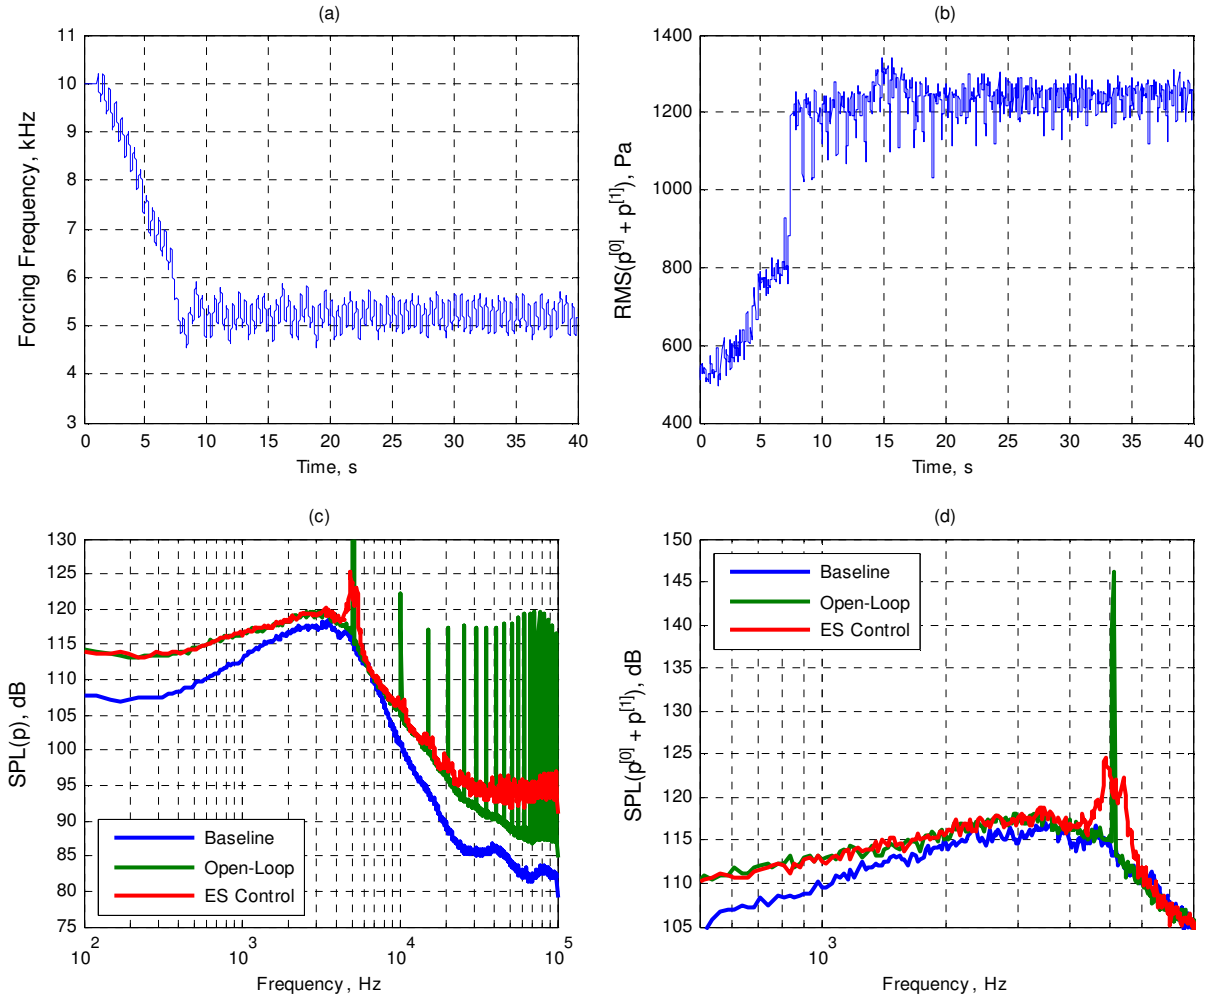 (a)
Forcing Frequency, kHz
11
10
9
8
7
6
5
4
3
0 5 10 15 20 25 30 35 40
Time, s
(b)
RMS(p[0] + p[1]), Pa
1400
1200
1000
800
600
400
0 5 10 15 20 25 30 35 40
Time, s
(c)
SPL(p), dB
130
125
120
115
110
105
100
95
90
85
80
75
Baseline
Open-Loop
ES Control
10^2 10^3 10^4 10^5
Frequency, Hz
(d)
SPL(p[0] + p[1]), dB
150
145
140
135
130
125
120
115
110
105
Baseline
Open-Loop
ES Control
10^3
Frequency, Hz